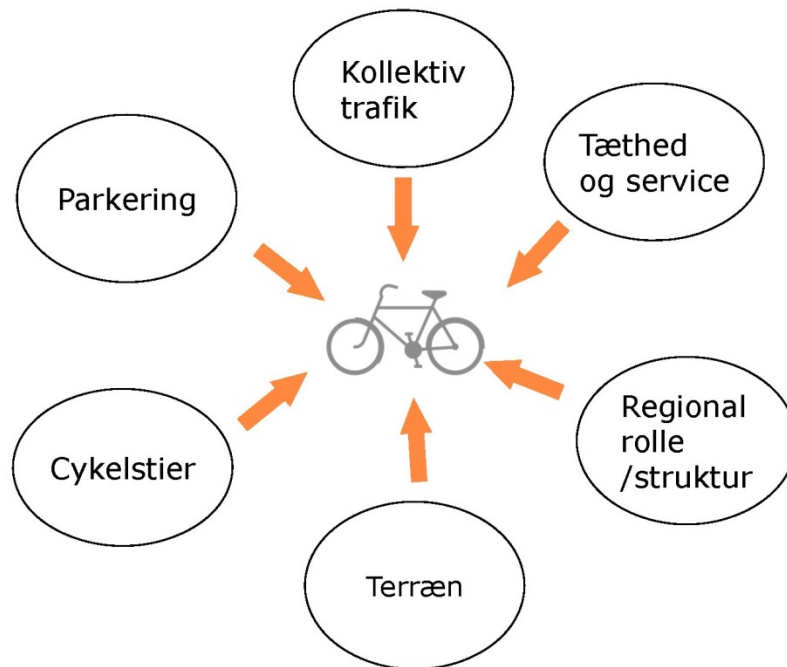 Kollektiv
trafik
Tæthed
og service
Parkering
Regional
rolle
/struktur
Cykelstier
Terræn